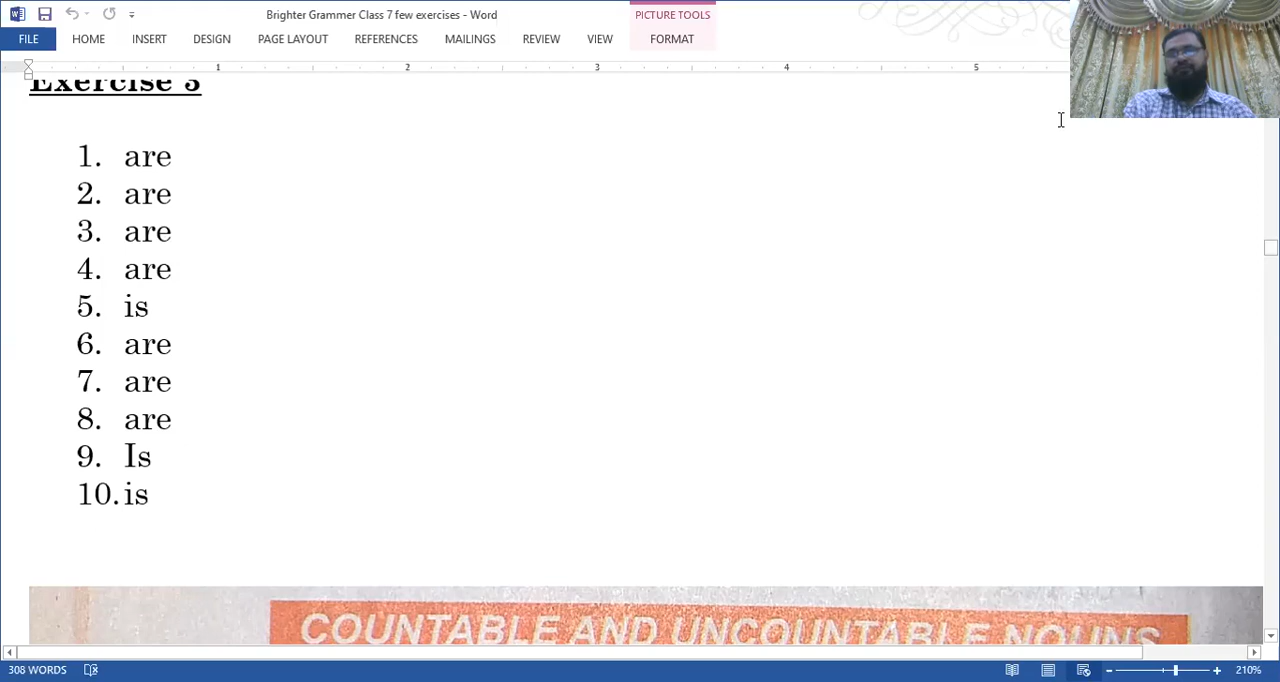 Brighter Grammer Class 7 few exercises - Word
PICTURE TOOLS
FILE HOME INSERT DESIGN PAGE LAYOUT REFERENCES MAILINGS REVIEW VIEW FORMAT
1 2 3 4 5
Exercise 3
1. are
2. are
3. are
4. are
5. is
6. are
7. are
8. are
9. Is
10. is
COUNTABLE AND UNCOUNTABLE NOUNS
308 WORDS 210%